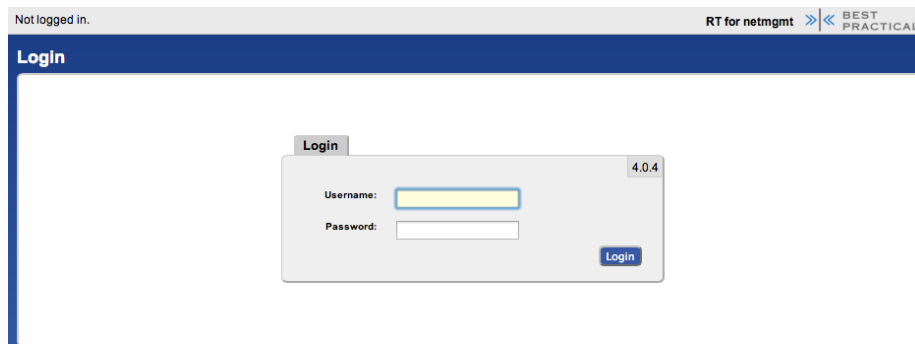 Not logged in.
RT for netmgmt »|« BEST PRACTICAL
Login
Login
4.0.4
Username:
Password:
Login